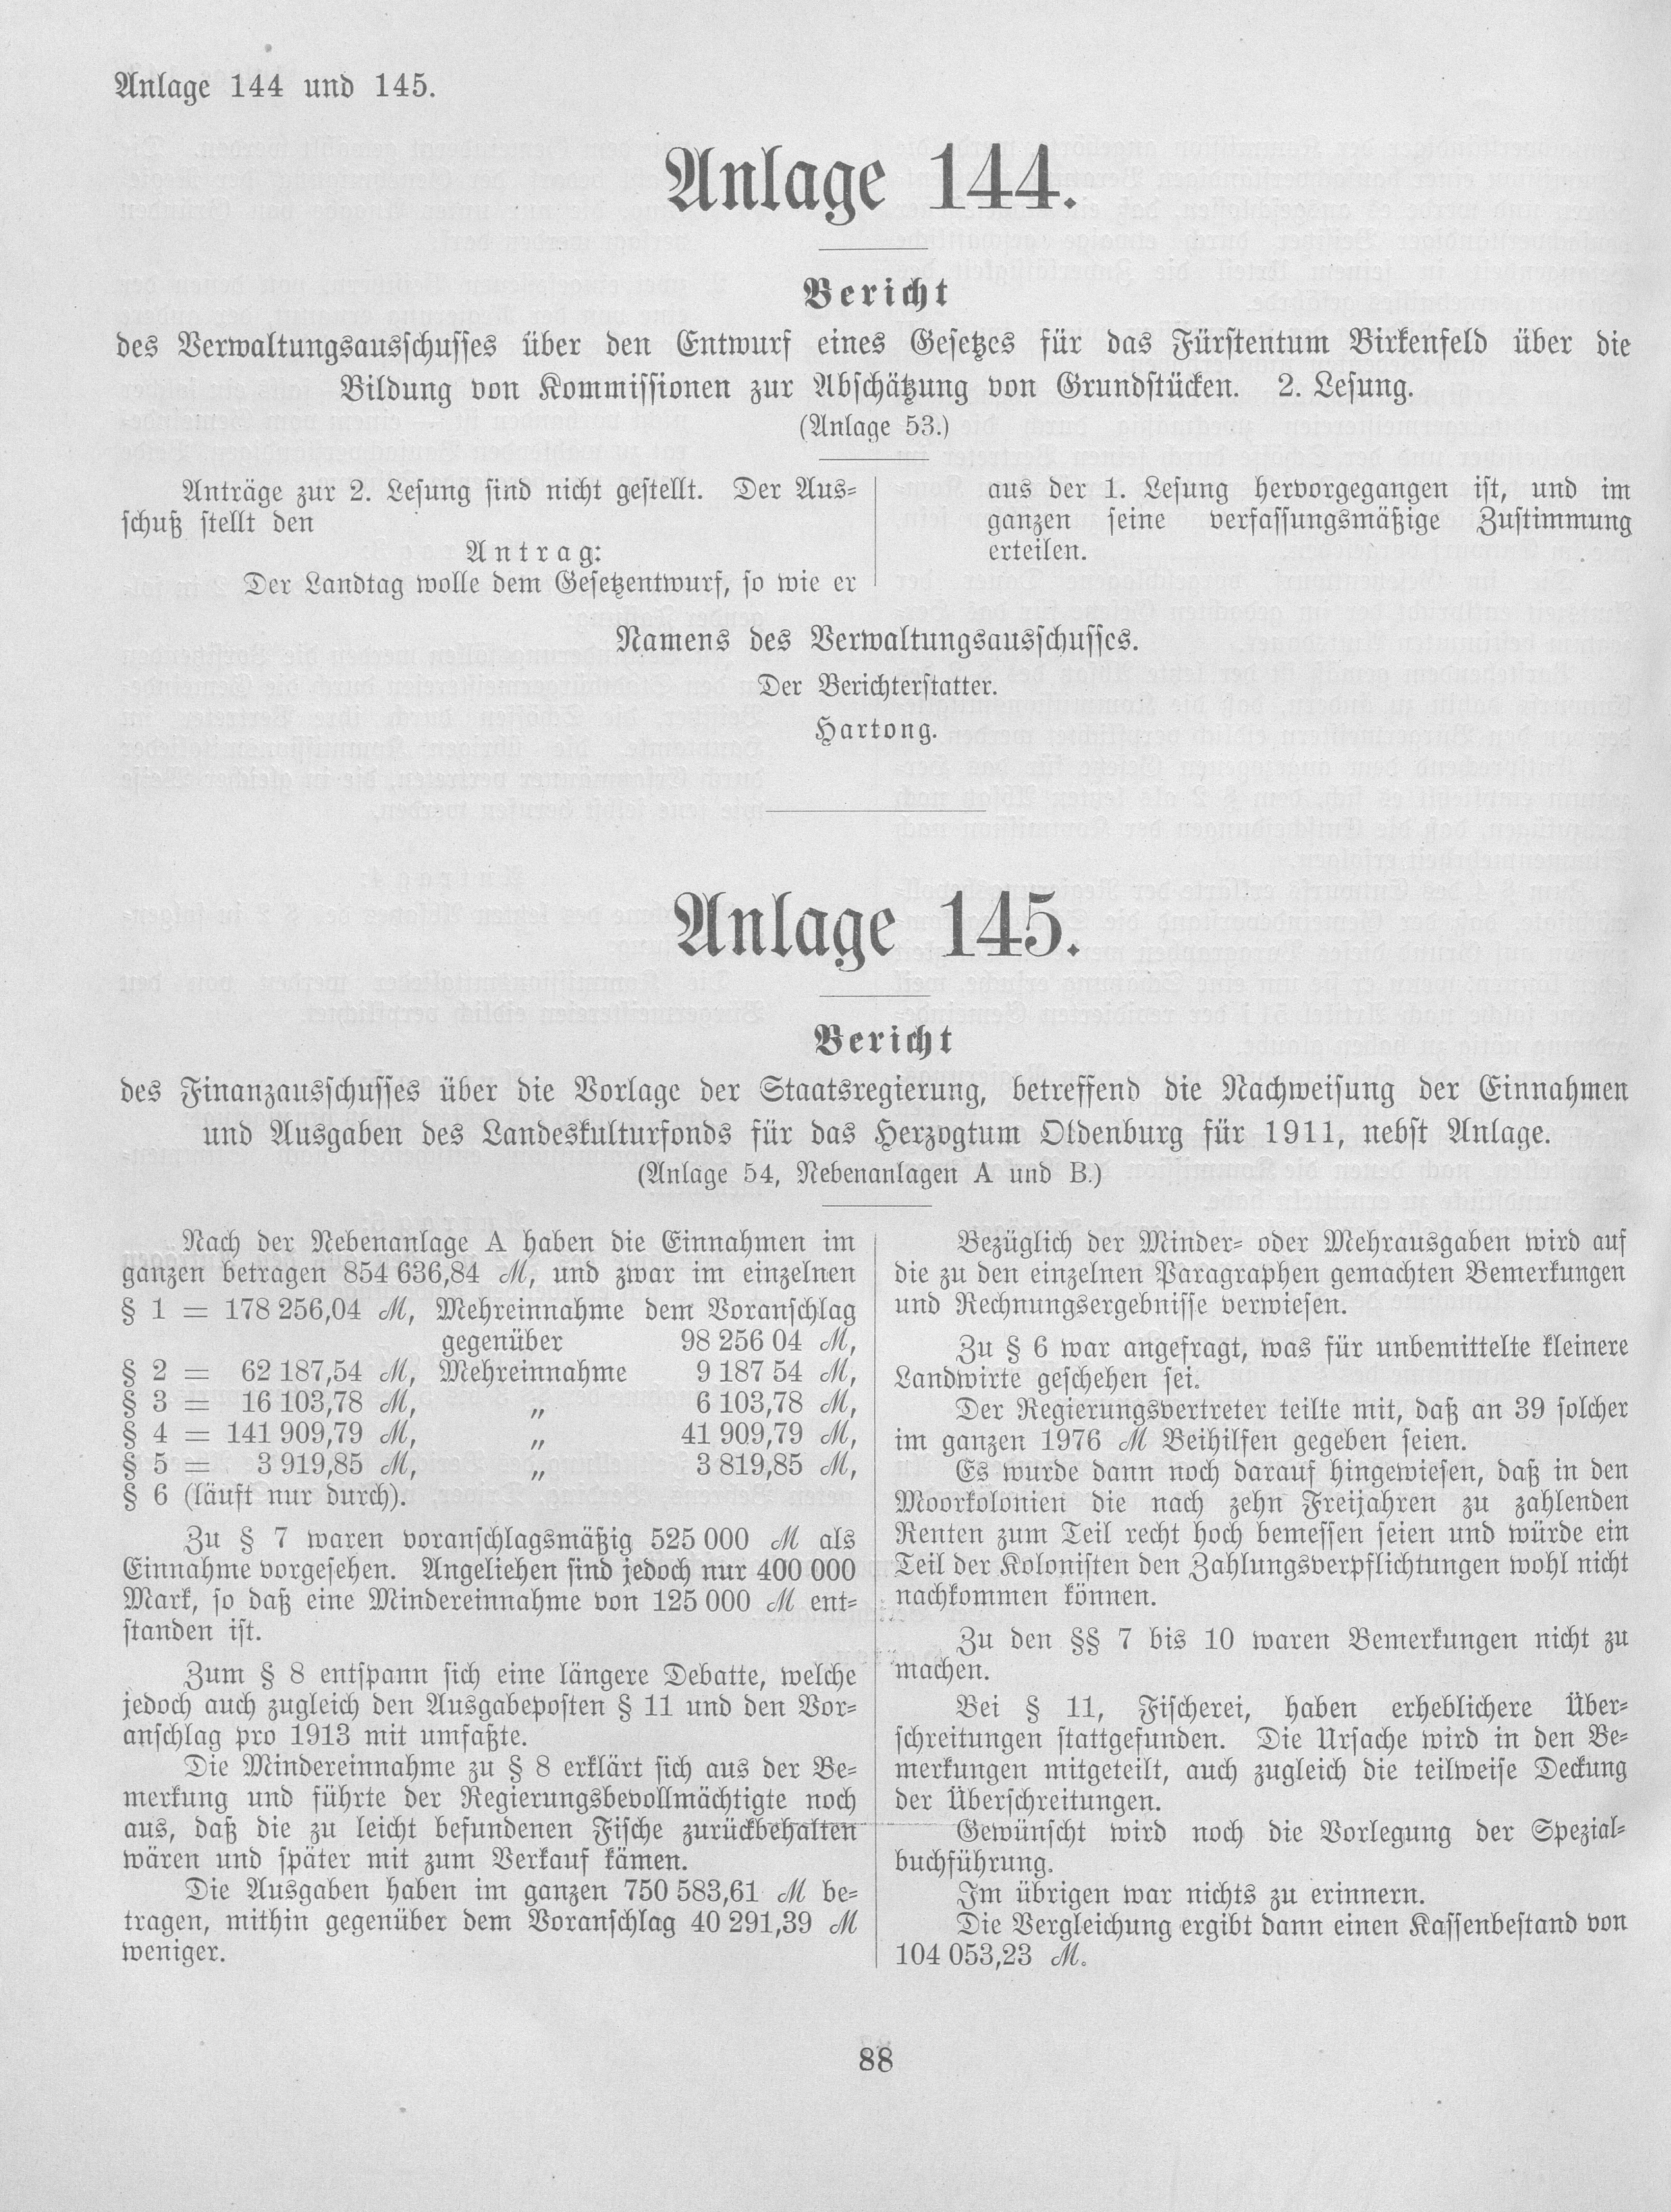 Anlage 144 und 145.
Anlage 144.
Bericht
des Verwaltungsausschusses über den Entwurf eines Gesetzes für das Fürstentum Birkenfeld über die
Bildung von Kommissionen zur Abschätzung von Grundstücken. 2. Lesung.
(Anlage 53.)
Anträge zur 2. Lesung sind nicht gestellt. Der Aus-
schuß stellt den
Antrag:
Der Landtag wolle dem Gesetzentwurf, so wie er
aus der 1. Lesung hervorgegangen ist, und im
ganzen seine verfassungsmäßige Zustimmung
erteilen.
Namens des Verwaltungsausschusses.
Der Berichterstatter.
Hartong.
Anlage 145.
Bericht
des Finanzausschusses über die Vorlage der Staatsregierung, betreffend die Nachweisung der Einnahmen
und Ausgaben des Landeskulturfonds für das Herzogtum Oldenburg für 1911, nebst Anlage.
(Anlage 54, Nebenanlagen A und B.)
Nach der Nebenanlage A haben die Einnahmen im
ganzen betragen 854 636,84 ℳ, und zwar im einzelnen
§ 1 = 178 256,04 ℳ, Mehreinnahme dem Voranschlag
gegenüber 98 256 04 ℳ,
§ 2 = 62 187,54 ℳ, Mehreinnahme 9 187 54 ℳ,
§ 3 = 16 103,78 ℳ, „ 6 103,78 ℳ,
§ 4 = 141 909,79 ℳ, „ 41 909,79 ℳ,
§ 5 = 3 919,85 ℳ, „ 3 819,85 ℳ,
§ 6 (läuft nur durch).
Zu § 7 waren voranschlagsmäßig 525 000 ℳ als
Einnahme vorgesehen. Angeliehen sind jedoch nur 400 000
Mark, so daß eine Mindereinnahme von 125 000 ℳ ent-
standen ist.
Zum § 8 entspann sich eine längere Debatte, welche
jedoch auch zugleich den Ausgabeposten § 11 und den Vor-
anschlag pro 1913 mit umfaßte.
Die Mindereinnahme zu § 8 erklärt sich aus der Be-
merkung und führte der Regierungsbevollmächtigte noch
aus, daß die zu leicht befundenen Fische zurückbehalten
wären und später mit zum Verkauf kämen.
Die Ausgaben haben im ganzen 750 583,61 ℳ be-
tragen, mithin gegenüber dem Voranschlag 40 291,39 ℳ
weniger.
Bezüglich der Minder- oder Mehrausgaben wird auf
die zu den einzelnen Paragraphen gemachten Bemerkungen
und Rechnungsergebnisse verwiesen.
Zu § 6 war angefragt, was für unbemittelte kleinere
Landwirte geschehen sei.
Der Regierungsvertreter teilte mit, daß an 39 solcher
im ganzen 1976 ℳ Beihilfen gegeben seien.
Es wurde dann noch darauf hingewiesen, daß in den
Moorkolonien die nach zehn Freijahren zu zahlenden
Renten zum Teil recht hoch bemessen seien und würde ein
Teil der Kolonisten den Zahlungsverpflichtungen wohl nicht
nachkommen können.
Zu den §§ 7 bis 10 waren Bemerkungen nicht zu
machen.
Bei § 11, Fischerei, haben erheblichere Über-
schreitungen stattgefunden. Die Ursache wird in den Be-
merkungen mitgeteilt, auch zugleich die teilweise Deckung
der Überschreitungen.
Gewünscht wird noch die Vorlegung der Spezial-
buchführung.
Im übrigen war nichts zu erinnern.
Die Vergleichung ergibt dann einen Kassenbestand von
104 053,23 ℳ.
88